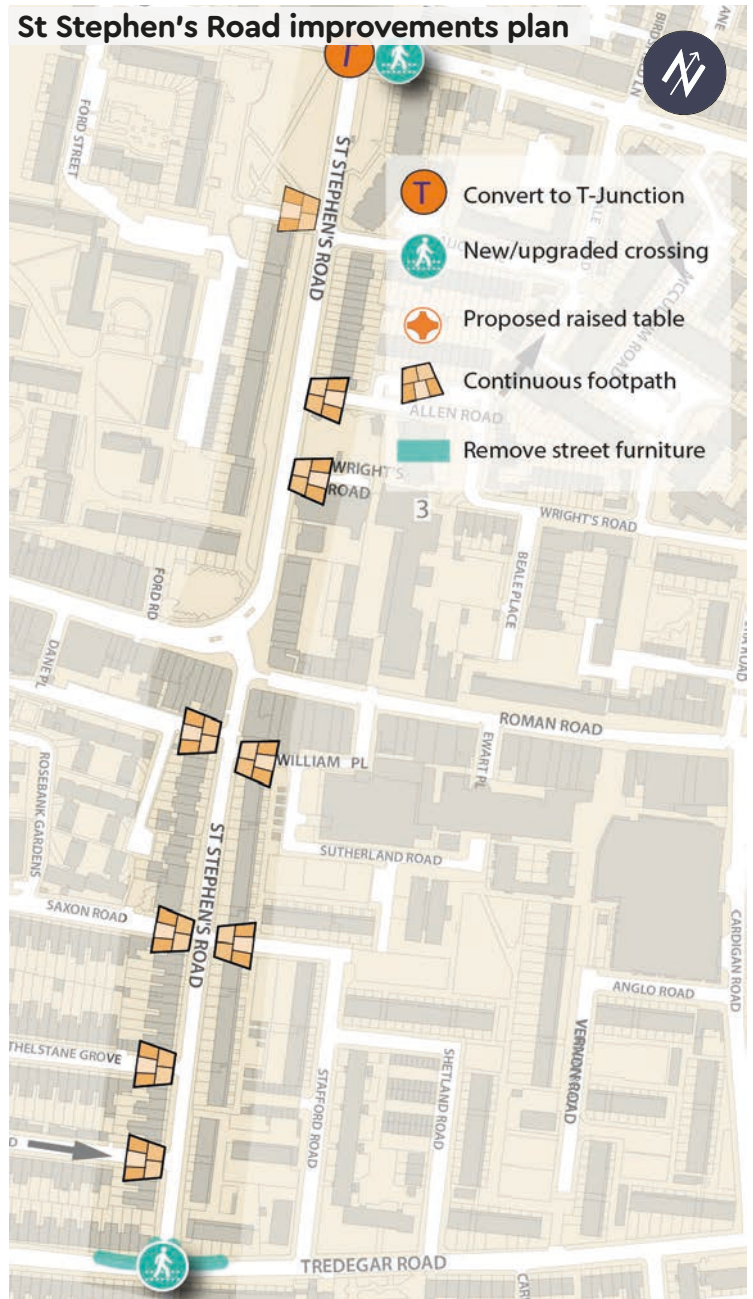 St Stephen's Road improvements plan
T
FORD STREET
ST STEPHEN'S ROAD
T
Convert to T-Junction
New/upgraded crossing
Proposed raised table
Continuous footpath
Remove street furniture
ALLEN ROAD
WRIGHT'S
ROAD
3
WRIGHT'S ROAD
BEALE PLACE
FORD RD
DANE PL
ROMAN ROAD
EWART PL
WILLIAM PL
ROSEBANK GARDENS
ST STEPHEN'S ROAD
SUTHERLAND ROAD
SAXON ROAD
CARDIGAN ROAD
ANGLO ROAD
VERNON ROAD
THELSTANE GROVE
STAFFORD ROAD
SHETLAND ROAD
D
TREDEGAR ROAD